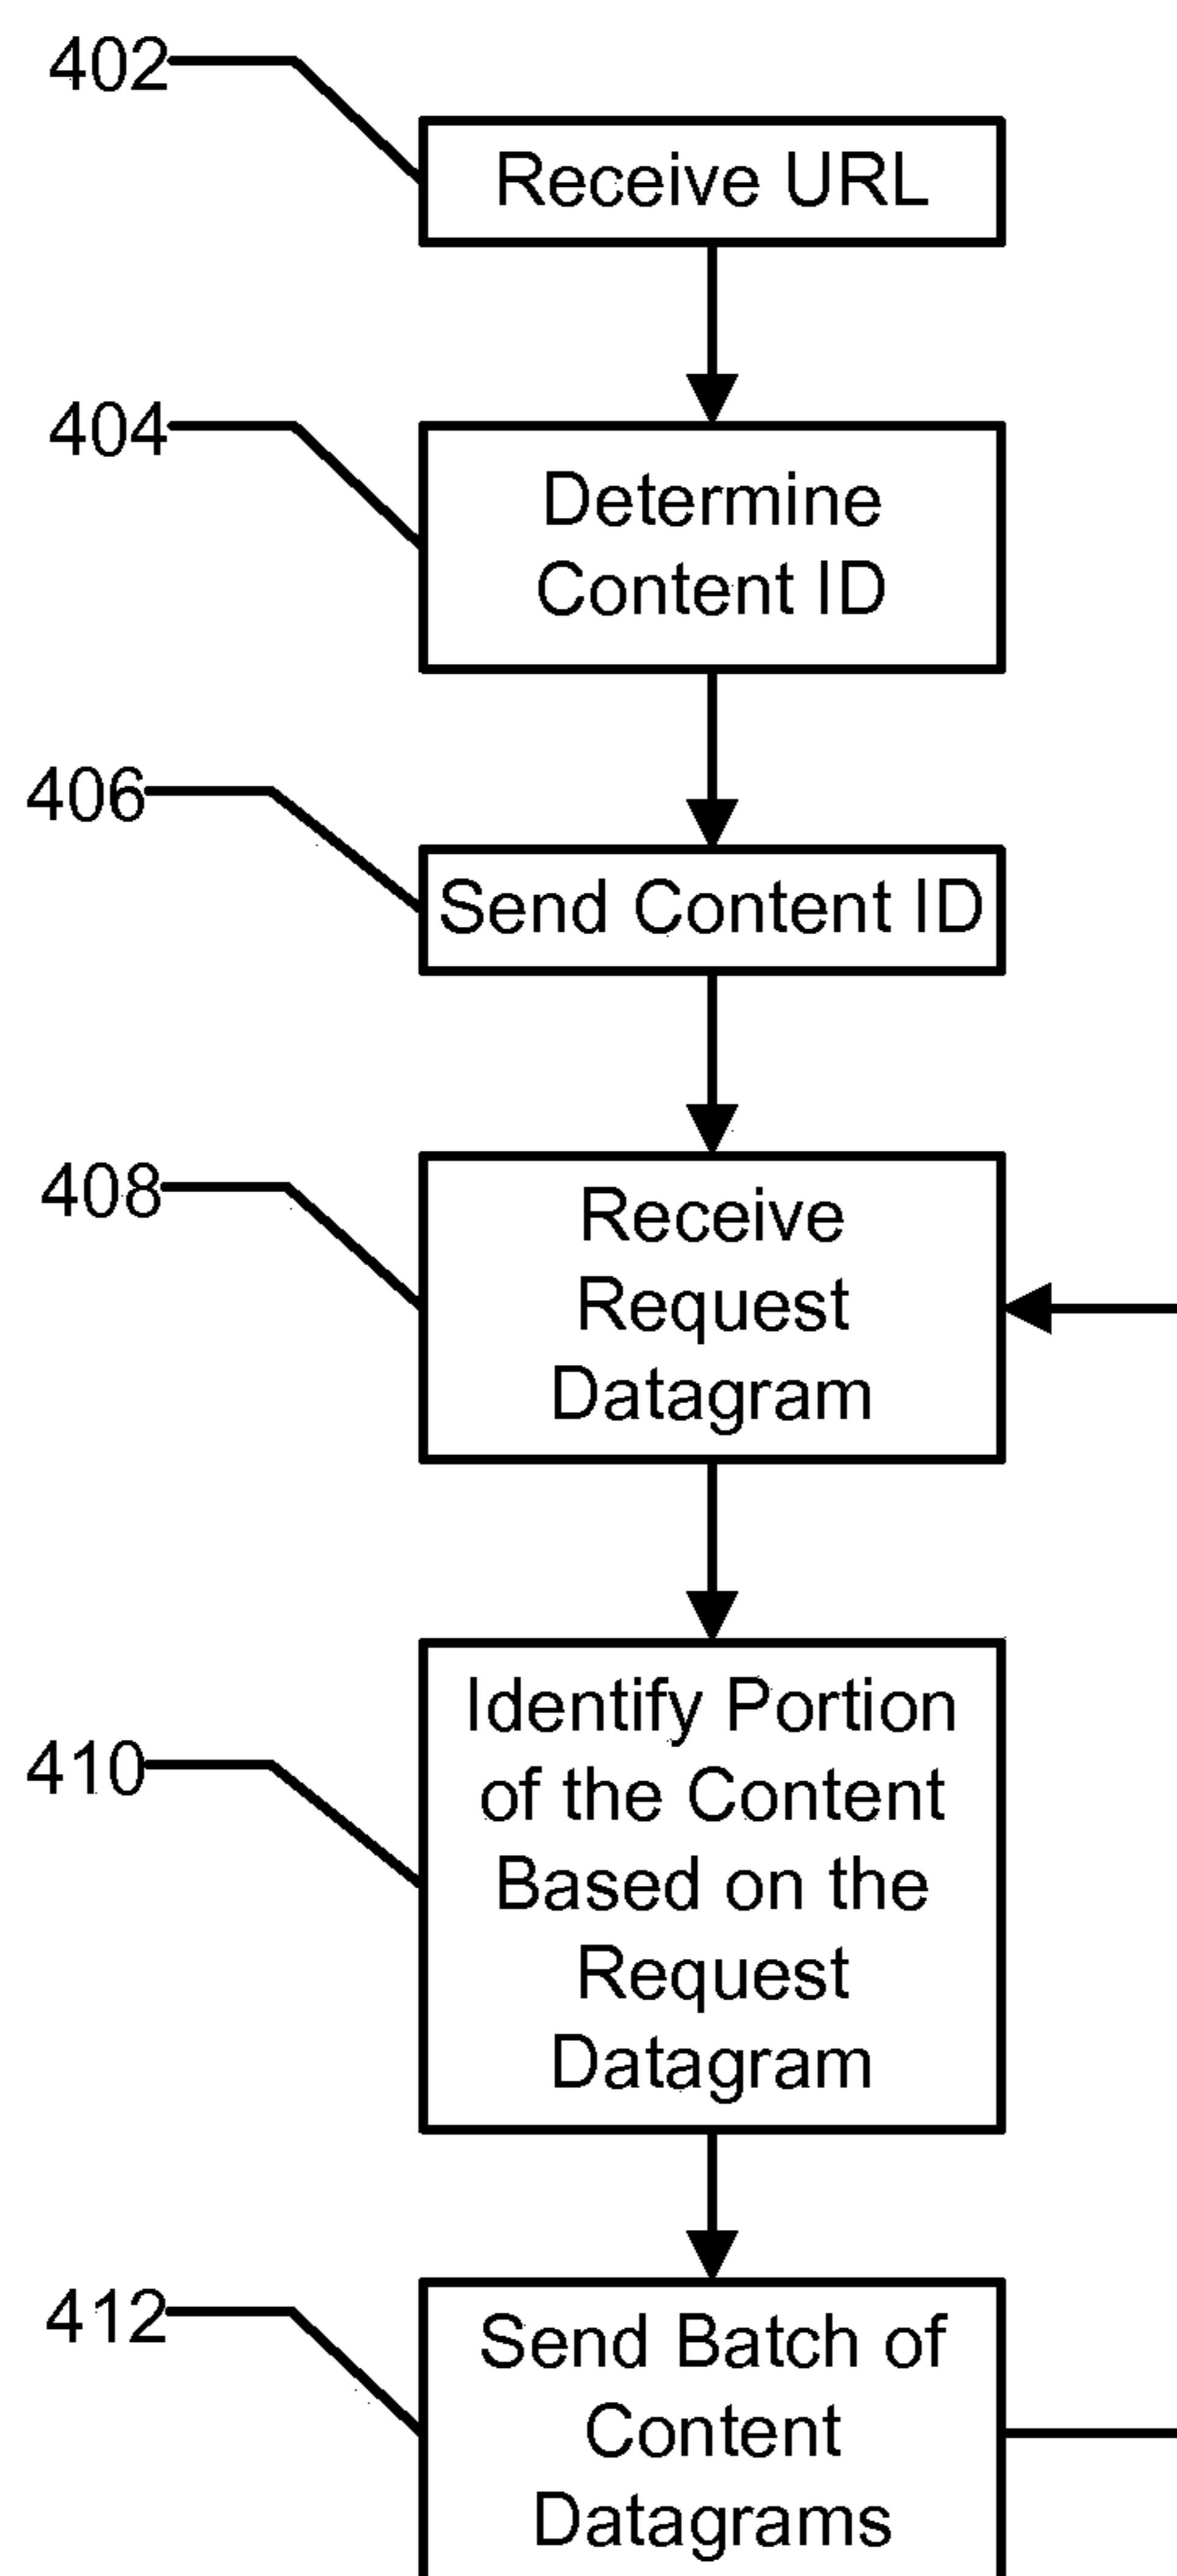 402
Receive URL
404
Determine
Content ID
406
Send Content ID
408
Receive
Request
Datagram
410
Identify Portion
of the Content
Based on the
Request
Datagram
412
Send Batch of
Content
Datagrams